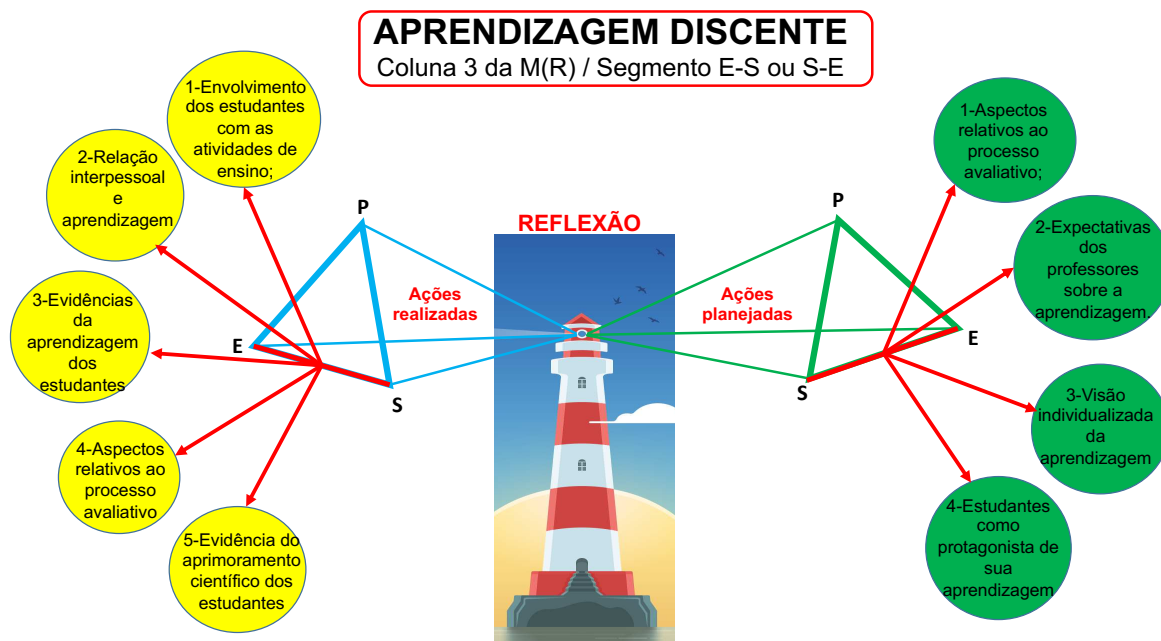 APRENDIZAGEM DISCENTE
Coluna 3 da M(R) / Segmento E-S ou S-E
1-Envolvimento
dos estudantes
com as
atividades de
ensino;
2-Relação
interpessoal
e
aprendizagem
3-Evidências
da
aprendizagem
dos
estudantes
4-Aspectos
relativos ao
processo
avaliativo
5-Evidência do
aprimoramento
científico dos
estudantes
P
E
S
Ações
realizadas
REFLEXÃO
Ações
planejadas
P
E
S
1-Aspectos
relativos ao
processo
avaliativo;
2-Expectativas
dos
professores
sobre a
aprendizagem.
3-Visão
individualizada
da
aprendizagem
4-Estudantes
como
protagonista de
sua
aprendizagem